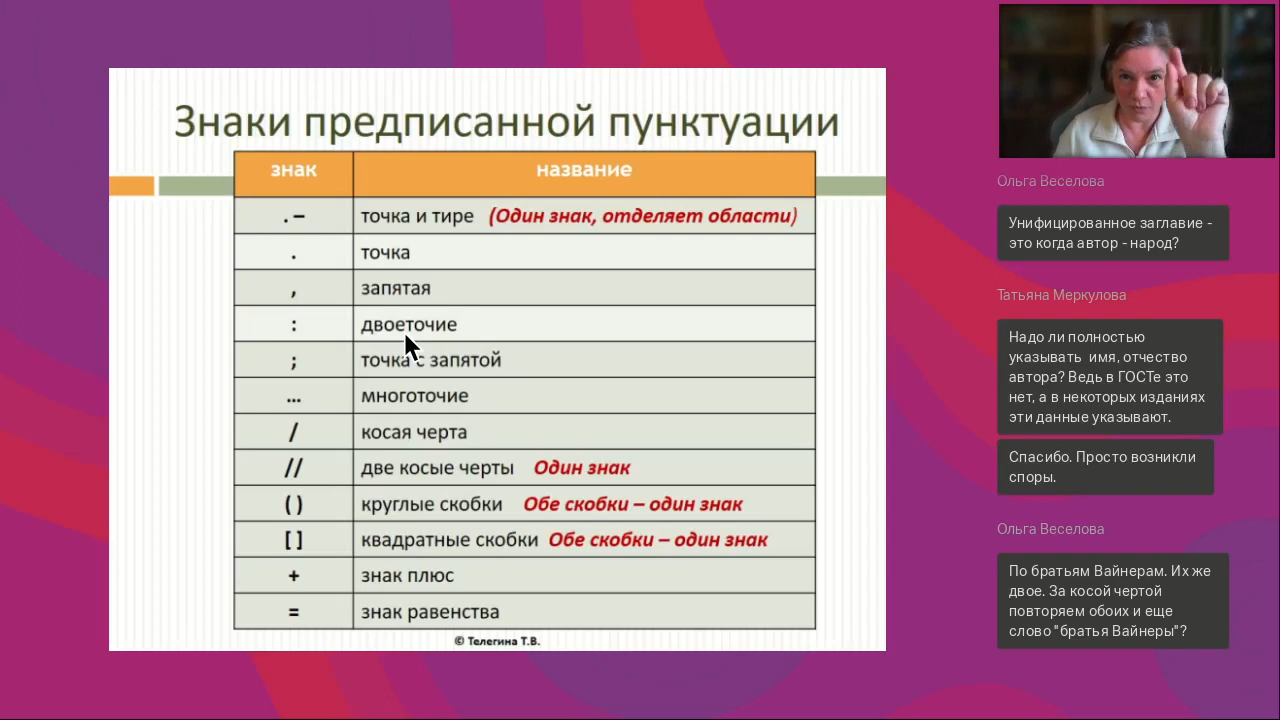 Знаки предписанной пунктуации
знак название
. – точка и тире (Один знак, отделяет области)
. точка
, запятая
: двоеточие
; точка с запятой
... многоточие
/ косая черта
// две косые черты Один знак
( ) круглые скобки Обе скобки – один знак
[ ] квадратные скобки Обе скобки – один знак
+ знак плюс
= знак равенства
© Телегина Т.В.
Ольга Веселова
Унифицированное заглавие -
это когда автор - народ?
Татьяна Меркулова
Надо ли полностью
указывать имя, отчество
автора? Ведь в ГОСТе это
нет, а в некоторых изданиях
эти данные указывают.
Спасибо. Просто возникли
споры.
Ольга Веселова
По братьям Вайнерам. Их же
двое. За косой чертой
повторяем обоих и еще
слово "братья Вайнеры"?